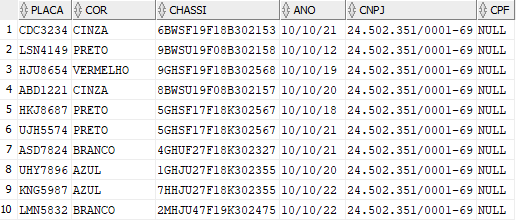 PLACA COR CHASSI ANO CNPJ CPF
1 CDC3234 CINZA 6BWSF19F18B302153 10/10/21 24.502.351/0001-69 NULL
2 LSN4149 PRETO 9BWSU19F08B302158 10/10/12 24.502.351/0001-69 NULL
3 HJU8654 VERMELHO 9GHSF19F18B302568 10/10/19 24.502.351/0001-69 NULL
4 ABD1221 CINZA 8BWSU19F08B302157 10/10/20 24.502.351/0001-69 NULL
5 HKJ8687 PRETO 5GHSF17F18K302367 10/10/18 24.502.351/0001-69 NULL
6 UJH5574 PRETO 5GHSF17F18K302567 10/10/21 24.502.351/0001-69 NULL
7 ASD7824 BRANCO 4GHUF27F18K302327 10/10/21 24.502.351/0001-69 NULL
8 UHY7896 AZUL 1GHJU27F18K302355 10/10/20 24.502.351/0001-69 NULL
9 KNG5987 AZUL 7HHJU27F18K302355 10/10/22 24.502.351/0001-69 NULL
10 LMN5832 BRANCO 2MHJU47F19K302475 10/10/22 24.502.351/0001-69 NULL